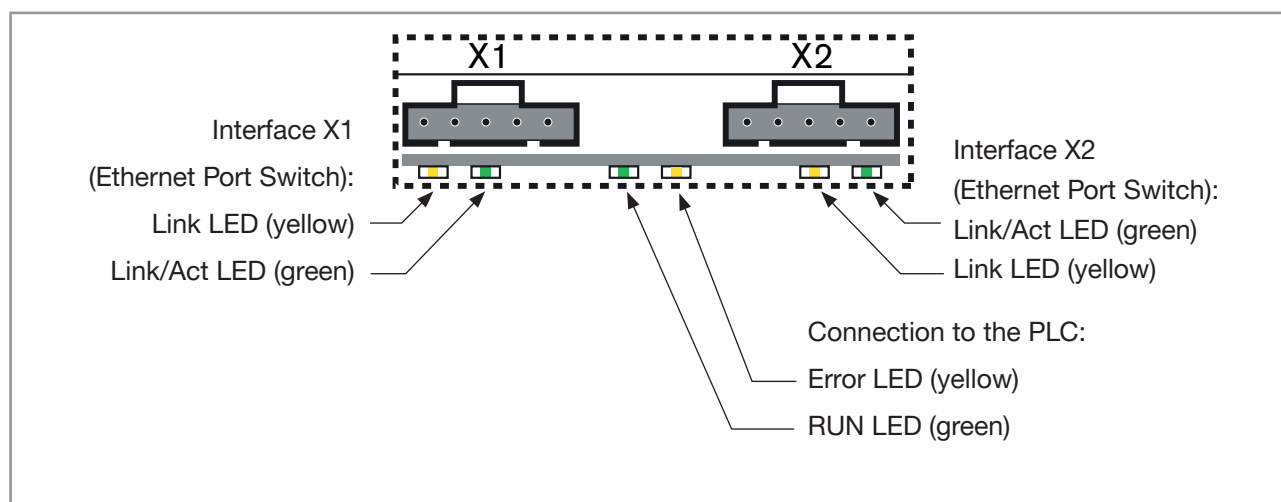 X1
X2
Interface X1
(Ethernet Port Switch):
Link LED (yellow)
Link/Act LED (green)
Interface X2
(Ethernet Port Switch):
Link/Act LED (green)
Link LED (yellow)
Connection to the PLC:
Error LED (yellow)
RUN LED (green)